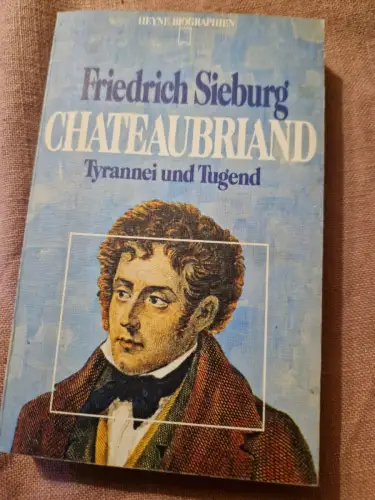 HEYNE BIOGRAPHIEN
Friedrich Sieburg
CHATEAUBRIAND
Tyrannei und Tugend